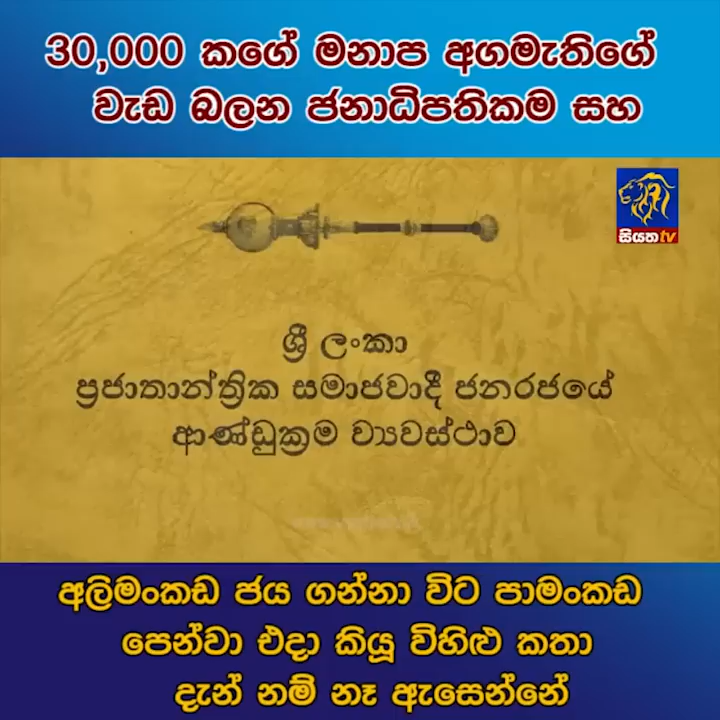 30,000 කගේ මනාප අගමැතිගේ
වැඩ බලන ජනාධිපතිකම සහ
සියත tv
ශ්‍රී ලංකා
ප්‍රජාතාන්ත්‍රික සමාජවාදී ජනරජයේ
ආණ්ඩුක්‍රම ව්‍යවස්ථාව
අලිමංකඩ ජය ගන්නා විට පාමංකඩ
පෙන්වා එදා කියූ විහිළු කතා
දැන් නම් නෑ ඇසෙන්නේ